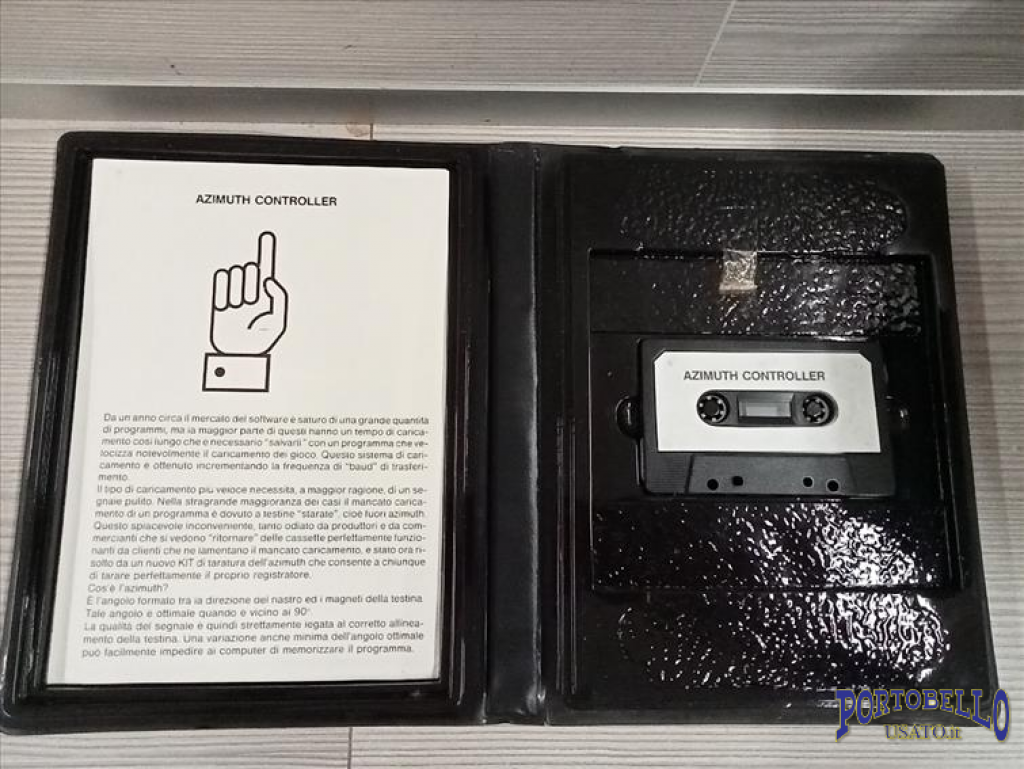 AZIMUTH CONTROLLER
Da un anno circa il mercato del software è saturo di una grande quantità
di programmi, ma la maggior parte di questi hanno un tempo di carica-
mento così lungo che è necessario "salvarli" con un programma che ve-
locizza notevolmente il caricamento del gioco. Questo sistema di cari-
camento è ottenuto incrementando la frequenza di "baud" di trasferi-
mento.
Il tipo di caricamento più veloce necessita, a maggior ragione, di un se-
gnale pulito. Nella stragrande maggioranza dei casi il mancato carica-
mento di un programma è dovuto a testine "starate", cioè fuori azimuth.
Questo spiacevole inconveniente, tanto odiato da produttori e da com-
mercianti che si vedono "ritornare" delle cassette perfettamente funzio-
nanti da clienti che ne lamentano il mancato caricamento, è stato ora ri-
solto da un nuovo KIT di taratura dell'azimuth che consente a chiunque
di tarare perfettamente il proprio registratore.
Cos'è l'azimuth?
È l'angolo formato tra la direzione del nastro ed i magneti della testina.
Tale angolo è ottimale quando è vicino ai 90°.
La qualità del segnale è quindi strettamente legata al corretto allinea-
mento della testina. Una variazione anche minima dell'angolo ottimale
può facilmente impedire al computer di memorizzare il programma.
AZIMUTH CONTROLLER
PORTOBELLO
USATO.it